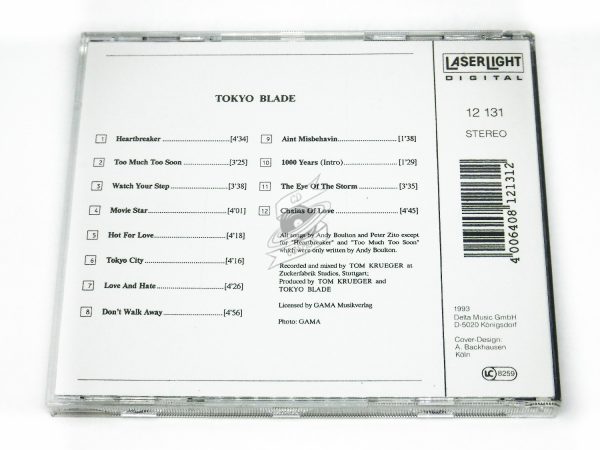 TOKYO BLADE
1 Heartbreaker [4'34]
2 Too Much Too Soon [3'25]
3 Watch Your Step [3'38]
4 Movie Star [4'01]
5 Hot For Love [4'18]
6 Tokyo City [4'16]
7 Love And Hate [4'26]
8 Don't Walk Away [4'56]
9 Aint Misbehavin [1'38]
10 1000 Years (Intro) [1'29]
11 The Eye Of The Storm [3'35]
12 Chains Of Love [4'45]
All songs by Andy Boulton and Peter Zito except
for "Heartbreaker" and "Too Much Too Soon"
which were only written by Andy Boulton.
Recorded and mixed by TOM KRUEGER at
Zuckerfabrik Studios, Stuttgart;
Produced by TOM KRUEGER and
TOKYO BLADE
Licensed by GAMA Musikverlag
Photo: GAMA
LASERLIGHT
DIGITAL
12 131
STEREO
4 006408 121312
1993
Delta Music GmbH
D-5020 Königsdorf
Cover-Design:
A. Backhausen
Köln
LC 8259